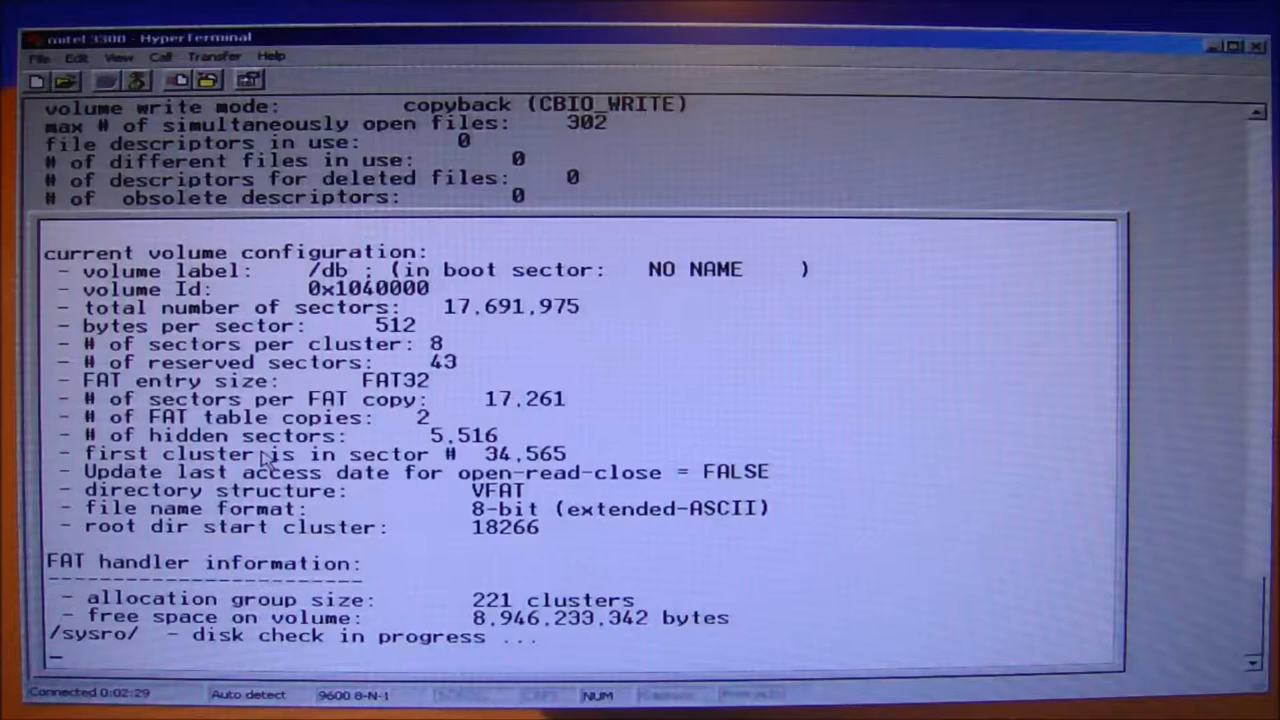 mitel 3300 - HyperTerminal
File Edit View Call Transfer Help
volume write mode: copyback (CBIO_WRITE)
max # of simultaneously open files: 302
file descriptors in use: 0
# of different files in use: 0
# of descriptors for deleted files: 0
# of obsolete descriptors: 0
current volume configuration:
- volume label: /db ; (in boot sector: NO NAME )
- volume Id: 0x1040000
- total number of sectors: 17,691,975
- bytes per sector: 512
- # of sectors per cluster: 8
- # of reserved sectors: 43
- FAT entry size: FAT32
- # of sectors per FAT copy: 17,261
- # of FAT table copies: 2
- # of hidden sectors: 5,516
- first cluster is in sector # 34,565
- Update last access date for open-read-close = FALSE
- directory structure: VFAT
- file name format: 8-bit (extended-ASCII)
- root dir start cluster: 18266
FAT handler information:
------------------------
- allocation group size: 221 clusters
- free space on volume: 8,946,233,342 bytes
/sysro/ - disk check in progress ...
Connected 0:02:29 Auto detect 9600 8-N-1 SCROLL CAPS NUM